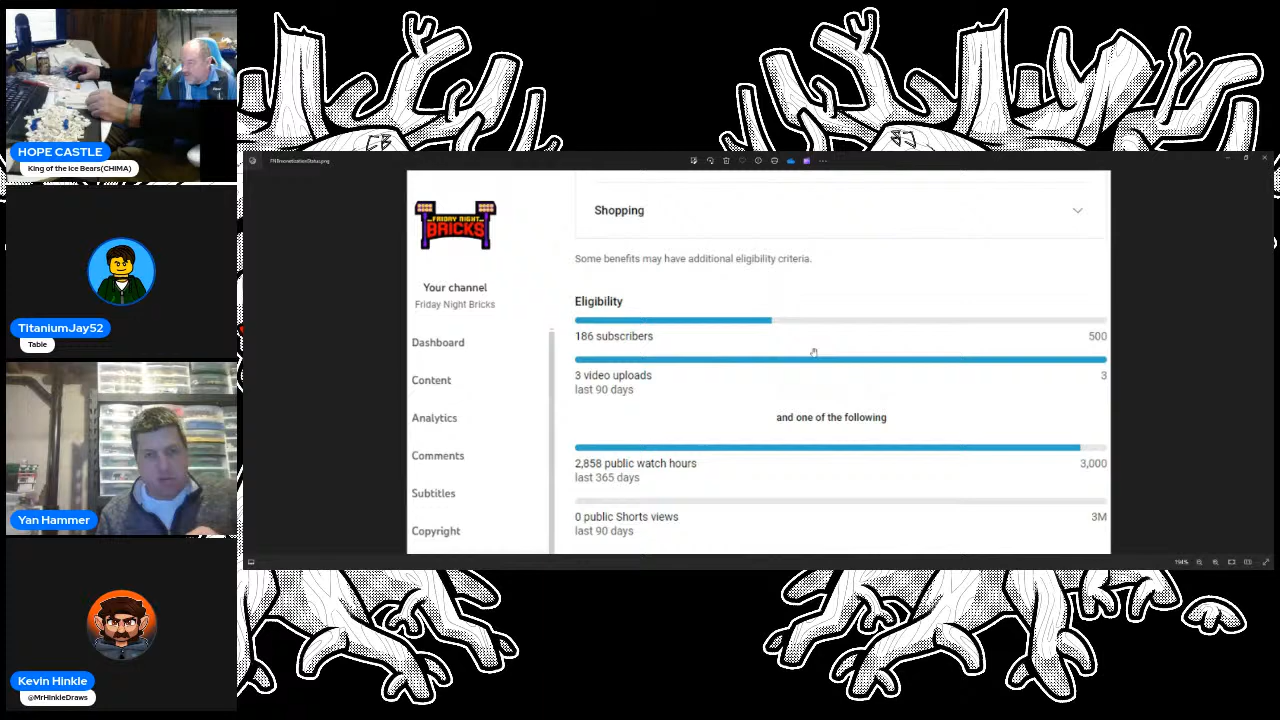 HOPE CASTLE
King of the Ice Bears(CHIMA)
TitaniumJay52
Table
Yan Hammer
Kevin Hinkle
@MrHinkleDraws
FRIDAY NIGHT
BRICKS
Your channel
Friday Night Bricks
Dashboard
Content
Analytics
Comments
Subtitles
Copyright
Shopping
Some benefits may have additional eligibility criteria.
Eligibility
186 subscribers 500
3 video uploads 3
last 90 days
and one of the following
2,858 public watch hours 3,000
last 365 days
0 public Shorts views 3M
last 90 days